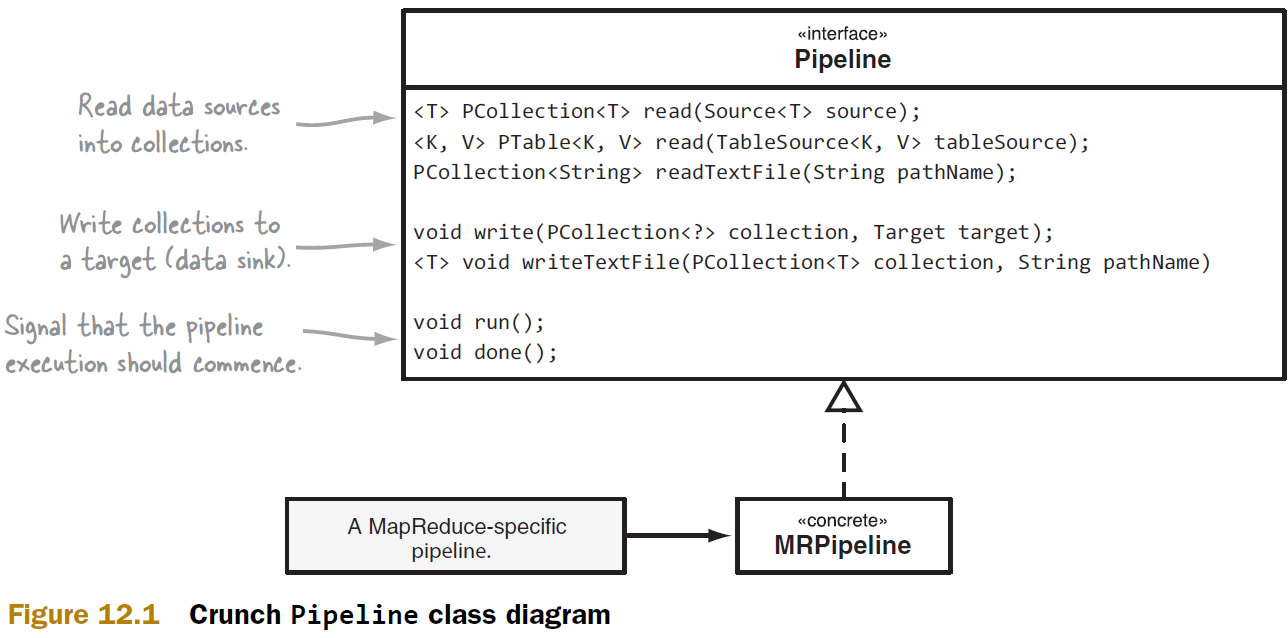 «interface»
Pipeline
Read data sources
into collections.
<T> PCollection<T> read(Source<T> source);
<K, V> PTable<K, V> read(TableSource<K, V> tableSource);
PCollection<String> readTextFile(String pathName);
Write collections to
a target (data sink).
void write(PCollection<?> collection, Target target);
<T> void writeTextFile(PCollection<T> collection, String pathName)
Signal that the pipeline
execution should commence.
void run();
void done();
A MapReduce-specific
pipeline.
«concrete»
MRPipeline
Figure 12.1 Crunch Pipeline class diagram